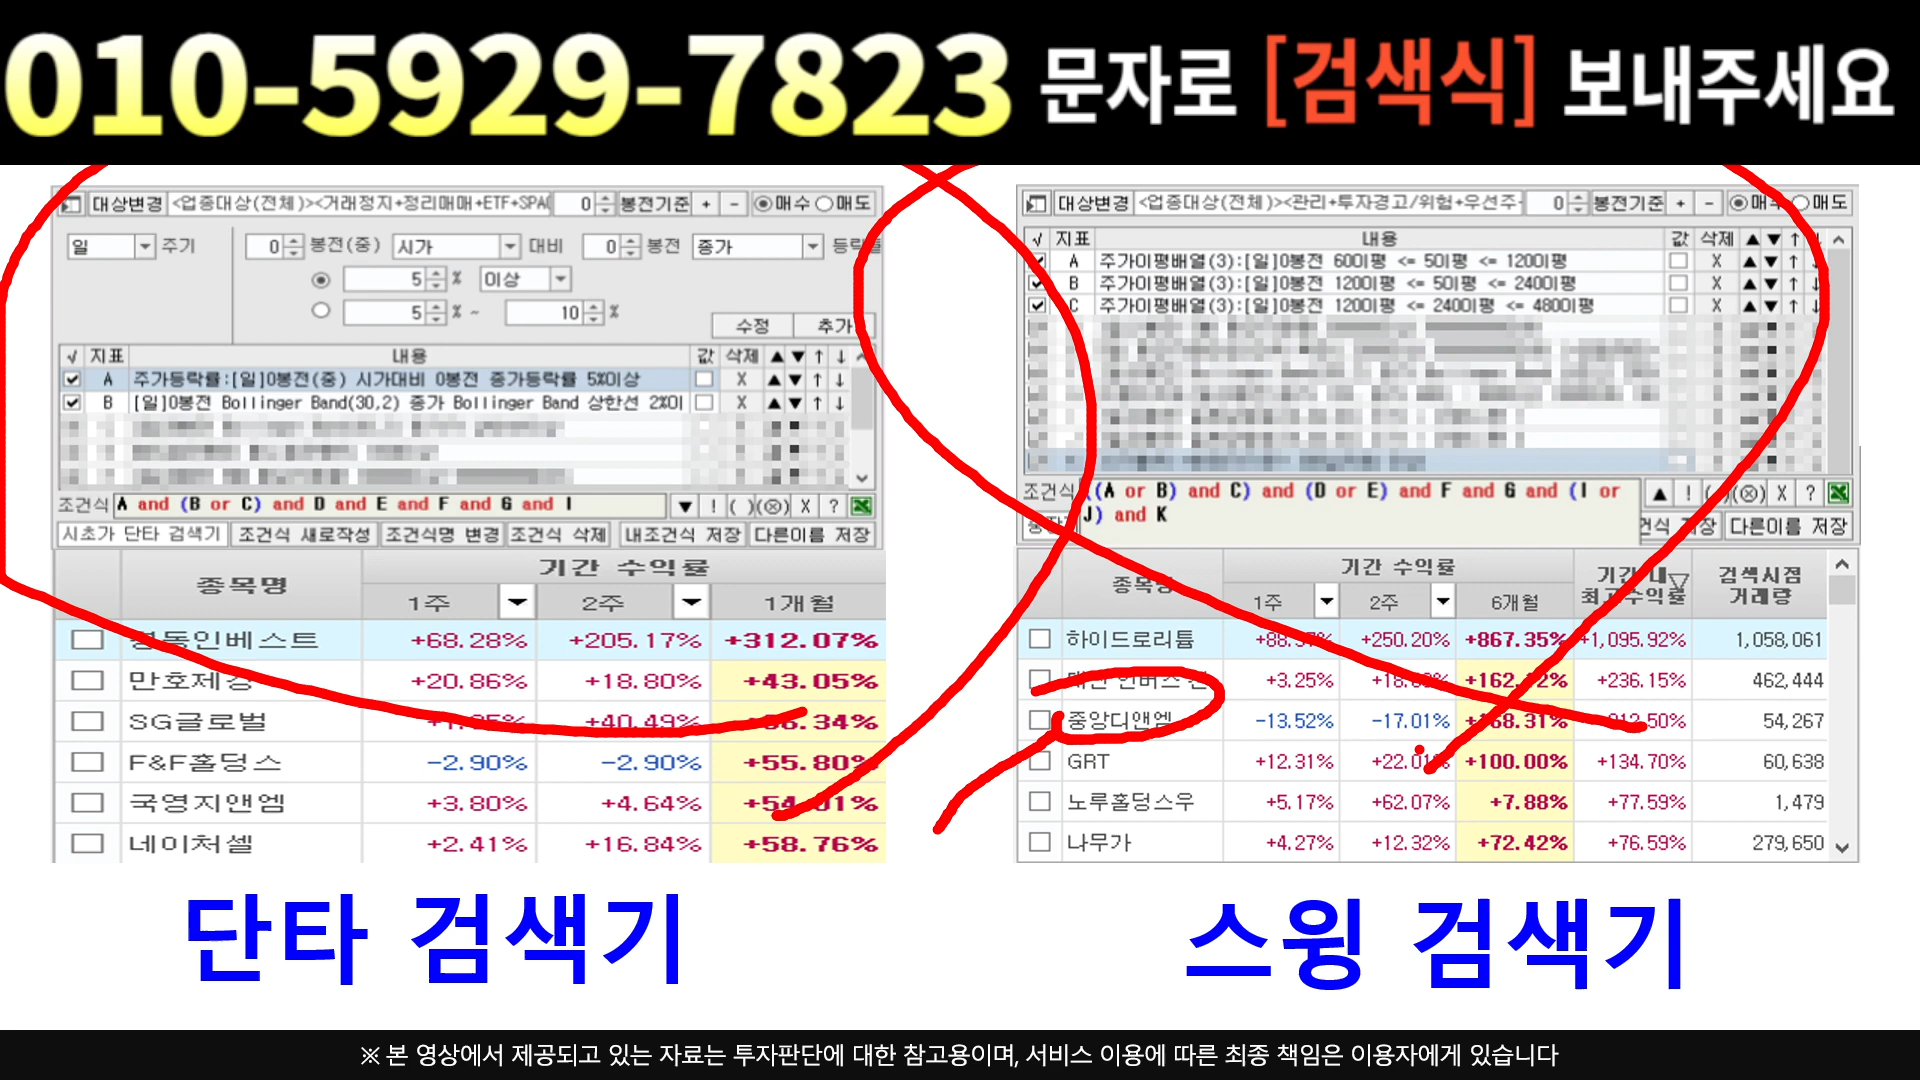 010-5929-7823 문자로 [검색식] 보내주세요
대상변경 <업종대상(전체)><거래정지+정리매매+ETF+SPAC 0 봉전기준 + - 매수 매도
일 주기 0 봉전(중) 시가 대비 0 봉전 종가 등락률
5 % 이상
5 % ~ 10 %
수정 추가
√ 지표 내용 값 삭제 ▲ ▼ ↑ ↓
A 주가등락률:[일]0봉전(중) 시가대비 0봉전 종가등락률 5%이상 X ▲ ▼ ↑ ↓
B [일]0봉전 Bollinger Band(30,2) 종가 Bollinger Band 상한선 2%이 X ▲ ▼ ↑ ↓
조건식 A and (B or C) and D and E and F and G and I ▼ ! ( ) (⊗) X ?
시초가 단타 검색기 조건식 새로작성 조건식명 변경 조건식 삭제 내조건식 저장 다른이름 저장
종목명 기간 수익률
1주 2주 1개월
+68.28% +205.17% +312.07%
만호제강 +20.86% +18.80% +43.05%
SG글로벌 +40.49%
F&F홀딩스 -2.90% -2.90% +55.80%
국영지앤엠 +3.80% +4.64%
네이처셀 +2.41% +16.84% +58.76%
단타 검색기
대상변경 <업종대상(전체)><관리+투자경고/위험+우선주+ 0 봉전기준 + - 매수 매도
√ 지표 내용 값 삭제 ▲ ▼ ↑ ↓
A 주가이평배열(3):[일]0봉전 60이평 <= 5이평 <= 120이평 X ▲ ▼ ↑
B 주가이평배열(3):[일]0봉전 120이평 <= 5이평 <= 240이평 X ▲ ▼ ↑ ↓
C 주가이평배열(3):[일]0봉전 120이평 <= 240이평 <= 480이평 X ▲ ▼ ↑ ↓
조건식 ((A or B) and C) and (D or E) and F and G and (I or ▲ ! ( ) (⊗) X ?
J) and K
건식 저장 다른이름 저장
종목명 기간 수익률 기간 내 최고수익률 검색시점 거래량
1주 2주 6개월
하이드로리튬 +250.20% +867.35% +1,095.92% 1,058,061
+3.25% +236.15% 462,444
중앙디앤엠 -13.52% -17.01% 54,267
GRT +12.31% +100.00% +134.70% 60,638
노루홀딩스우 +5.17% +62.07% +7.88% +77.59% 1,479
나무가 +4.27% +12.32% +72.42% +76.59% 279,650
스윙 검색기
※ 본 영상에서 제공되고 있는 자료는 투자판단에 대한 참고용이며, 서비스 이용에 따른 최종 책임은 이용자에게 있습니다